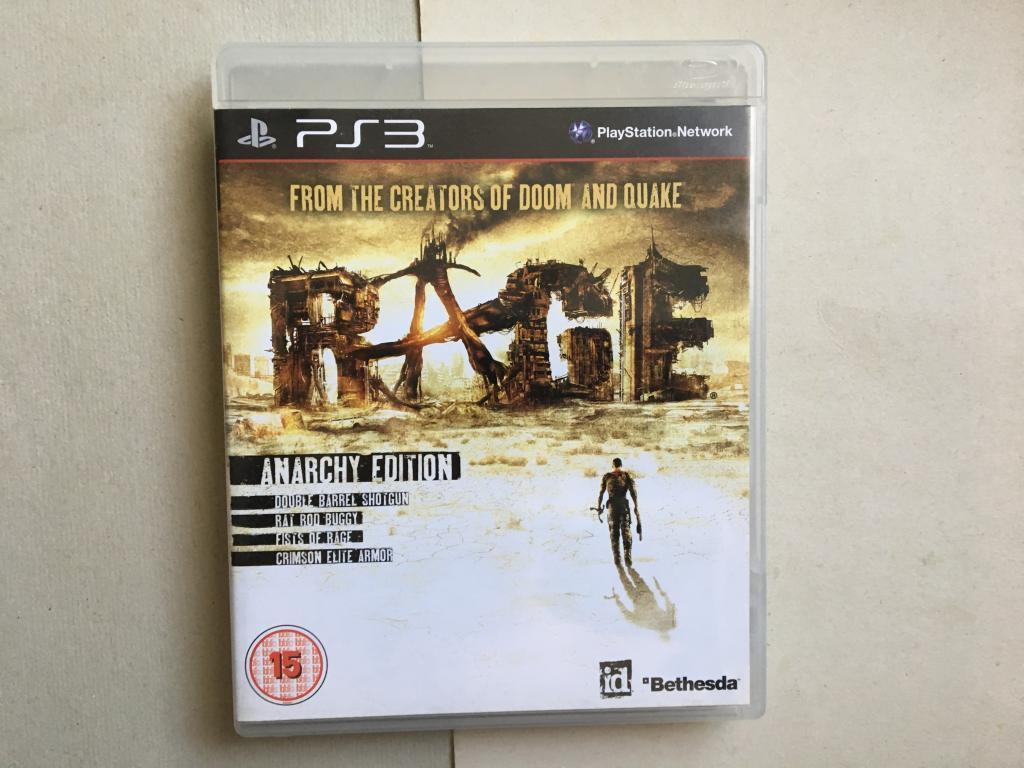 PS3™
PlayStation®Network
FROM THE CREATORS OF DOOM AND QUAKE
RAGE®
ANARCHY EDITION
DOUBLE BARREL SHOTGUN
RAT ROD BUGGY
FISTS OF RAGE
CRIMSON ELITE ARMOR
15
id
Bethesda